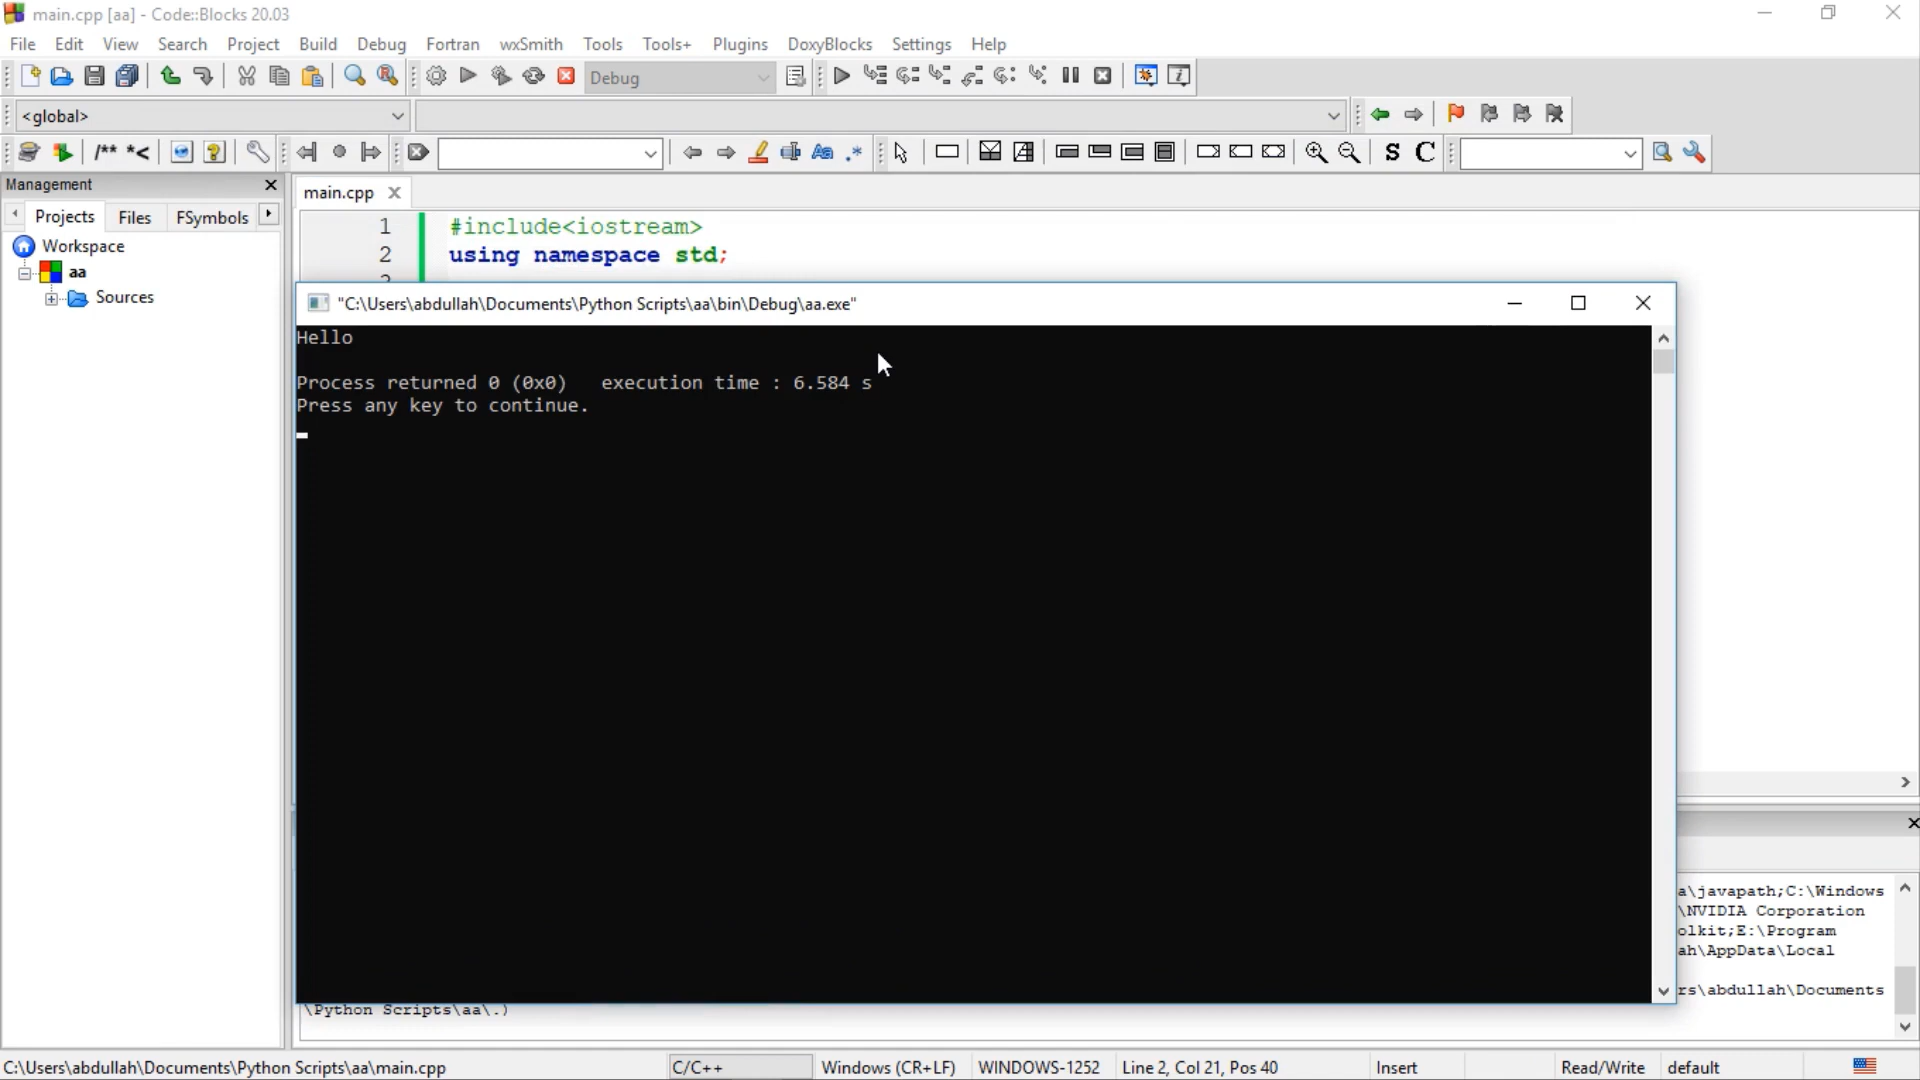 main.cpp [aa] - Code::Blocks 20.03
File Edit View Search Project Build Debug Fortran wxSmith Tools Tools+ Plugins DoxyBlocks Settings Help
Debug
<global>
/** *< Aa .* S C
Management
main.cpp
Projects Files FSymbols
Workspace
aa
Sources
1 #include<iostream>
2 using namespace std;
"C:\Users\abdullah\Documents\Python Scripts\aa\bin\Debug\aa.exe"
Hello
Process returned 0 (0x0) execution time : 6.584 s
Press any key to continue.
a\javapath;C:\Windows
\NVIDIA Corporation
olkit;E:\Program
ah\AppData\Local
rs\abdullah\Documents
\Python Scripts\aa\.)
C:\Users\abdullah\Documents\Python Scripts\aa\main.cpp C/C++ Windows (CR+LF) WINDOWS-1252 Line 2, Col 21, Pos 40 Insert Read/Write default